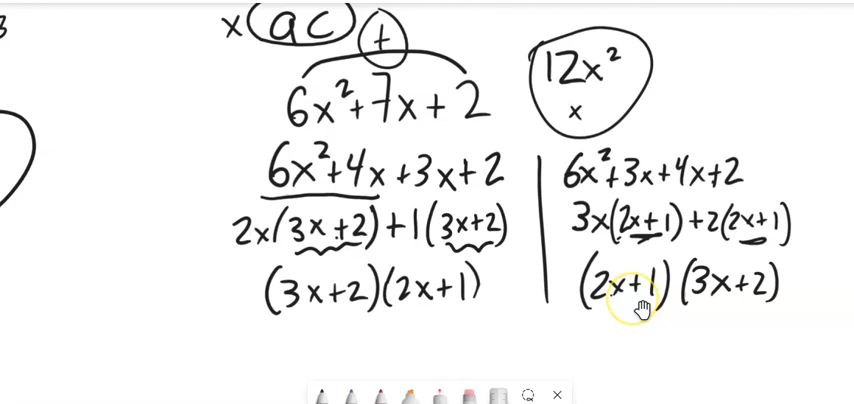 3
x ac +
6x²+7x+2
6x²+4x+3x+2
2x(3x+2)+1(3x+2)
(3x+2)(2x+1)
12x²
x
6x²+3x+4x+2
3x(2x+1)+2(2x+1)
(2x+1)(3x+2)